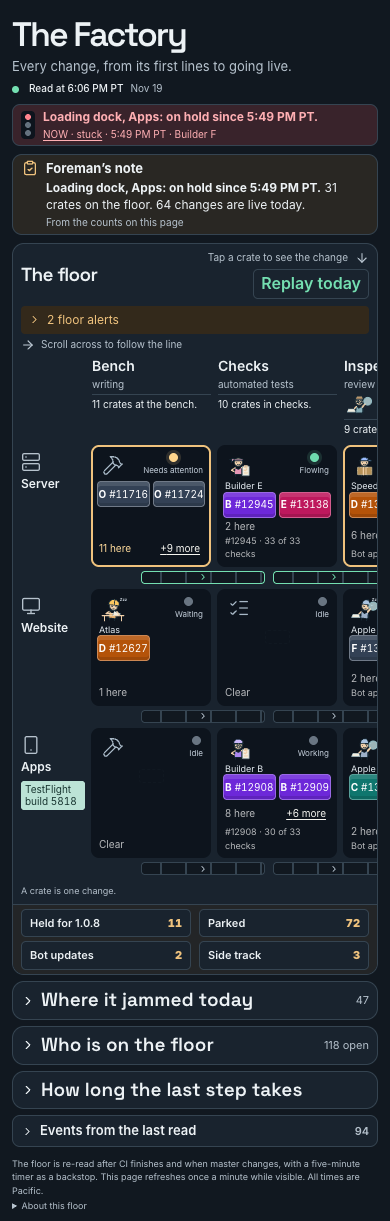 The Factory
Every change, from its first lines to going live.
Read at 6:06 PM PT Nov 19
Loading dock, Apps: on hold since 5:49 PM PT.
NOW · stuck · 5:49 PM PT · Builder F
Foreman's note
Loading dock, Apps: on hold since 5:49 PM PT. 31
crates on the floor. 64 changes are live today.
From the counts on this page
Tap a crate to see the change ↓
The floor
Replay today
2 floor alerts
→ Scroll across to follow the line
Bench Checks Inspe
writing automated tests review
11 crates at the bench. 10 crates in checks. 9 crate
Server
Needs attention
O #11716 O #11724
11 here +9 more
Flowing
Builder E
B #12945 E #13138
2 here
#12945 · 33 of 33
checks
Speed
D #13
6 here
Bot ap
Website
Waiting
Atlas
D #12627
1 here
Idle
Clear
Apple
F #13
2 here
Bot ap
Apps
TestFlight
build 5818
Idle
Clear
Working
Builder B
B #12908 B #12909
8 here +6 more
#12908 · 30 of 33
checks
Apple
C #13
2 here
Bot ap
A crate is one change.
Held for 1.0.8 11
Parked 72
Bot updates 2
Side track 3
Where it jammed today 47
Who is on the floor 118 open
How long the last step takes
Events from the last read 94
The floor is re-read after CI finishes and when master changes, with a five-minute
timer as a backstop. This page refreshes once a minute while visible. All times are
Pacific.
About this floor